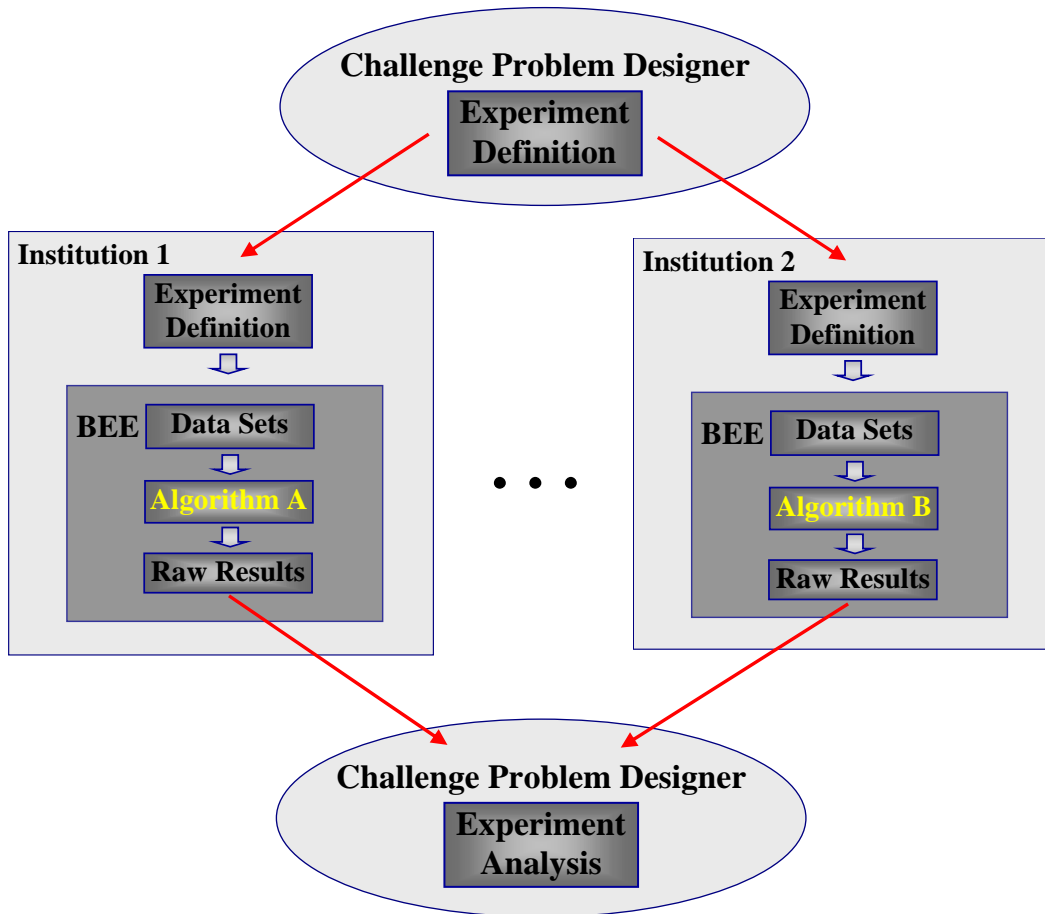 Challenge Problem Designer
Experiment
Definition
Institution 1
Experiment
Definition
BEE
Data Sets
Algorithm A
Raw Results
• • •
Institution 2
Experiment
Definition
BEE
Data Sets
Algorithm B
Raw Results
Challenge Problem Designer
Experiment
Analysis